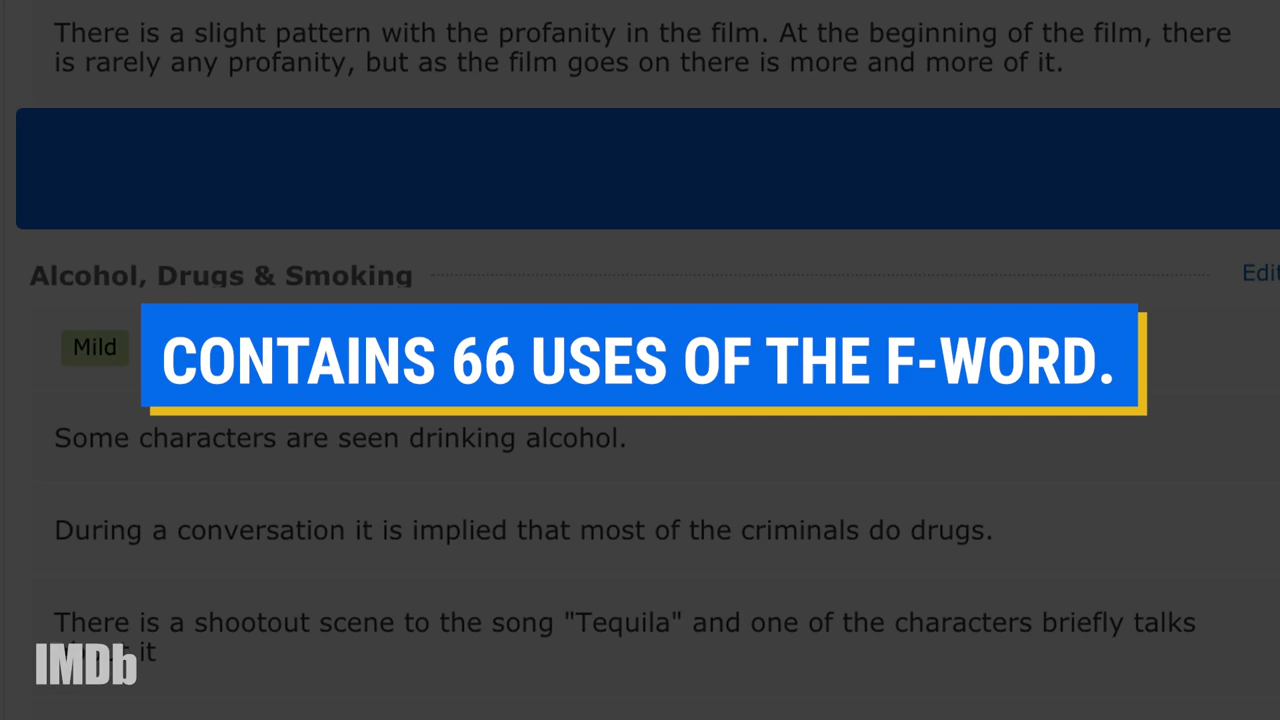 There is a slight pattern with the profanity in the film. At the beginning of the film, there
is rarely any profanity, but as the film goes on there is more and more of it.
Alcohol, Drugs & Smoking
Edit
Mild
CONTAINS 66 USES OF THE F-WORD.
Some characters are seen drinking alcohol.
During a conversation it is implied that most of the criminals do drugs.
There is a shootout scene to the song "Tequila" and one of the characters briefly talks
it
IMDb